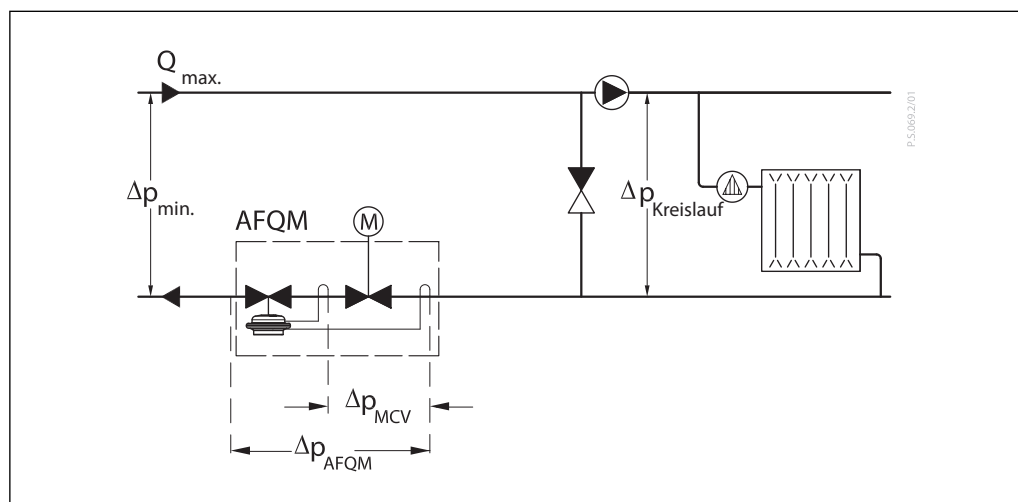 Q max.
P.S.069.2/01
Δp min.
AFQM
M
Δp Kreislauf
Δp MCV
Δp AFQM